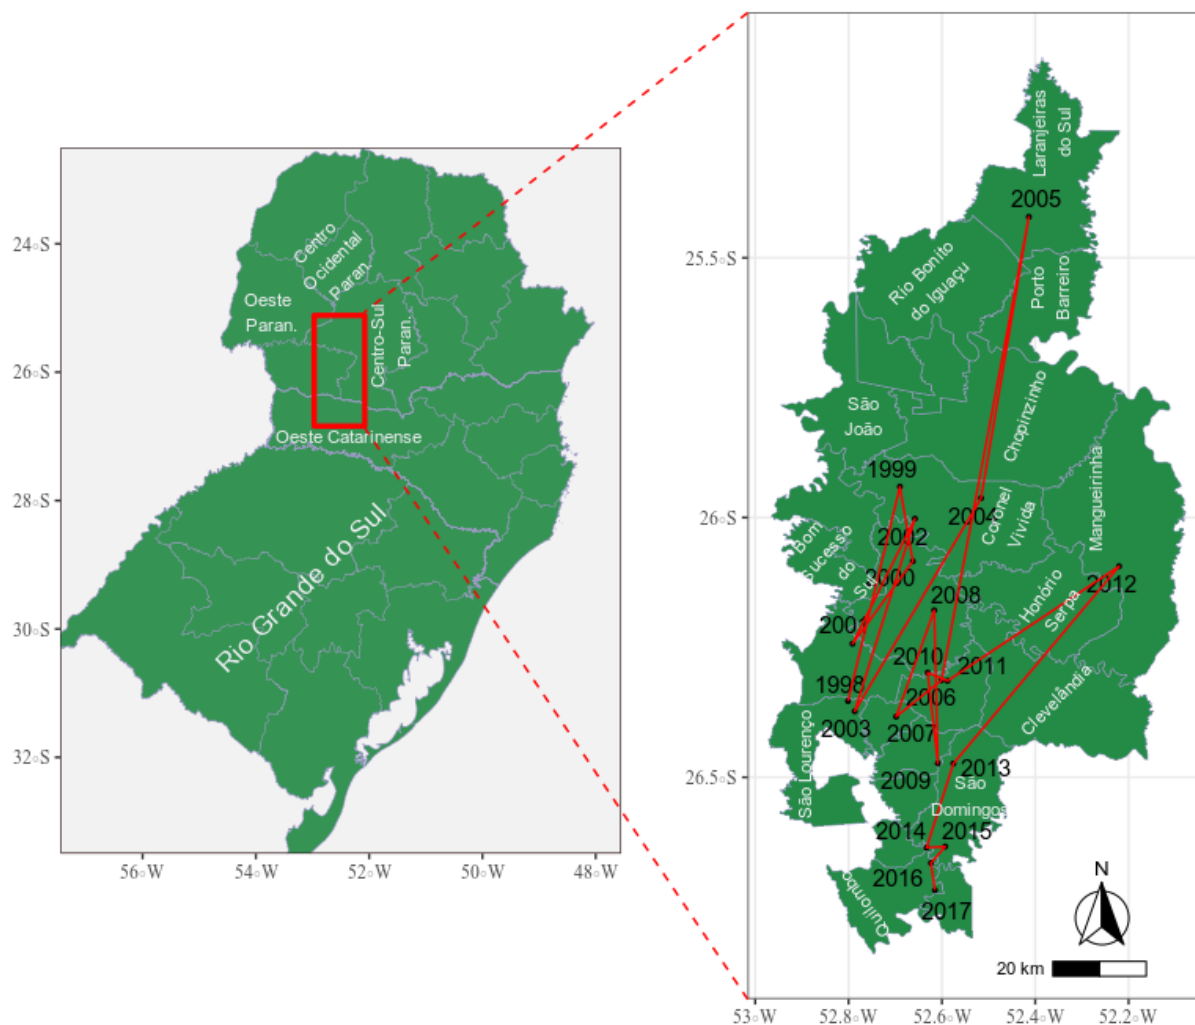 24°S
26°S
28°S
30°S
32°S
56°W
54°W
52°W
50°W
48°W
Centro
Ocidental
Paran.
Oeste
Paran.
Centro-Sul
Paran.
Oeste Catarinense
Rio Grande do Sul
25.5°S
26°S
26.5°S
53°W
52.8°W
52.6°W
52.4°W
52.2°W
Laranjeiras
do Sul
2005
Rio Bonito
do Iguaçu
Porto
Barreiro
São
João
Chopinzinho
1999
Mangueirinha
2004
Coronel
Vivida
2002
Bom
Sucesso
do
Sul
2000
2008
2012
Honório
Serpa
2001
2010
2011
1998
2006
2003
2007
Clevelândia
São Lourenço
2009
2013
São
Domingos
2014
2015
2016
Quilombo
2017
N
20 km